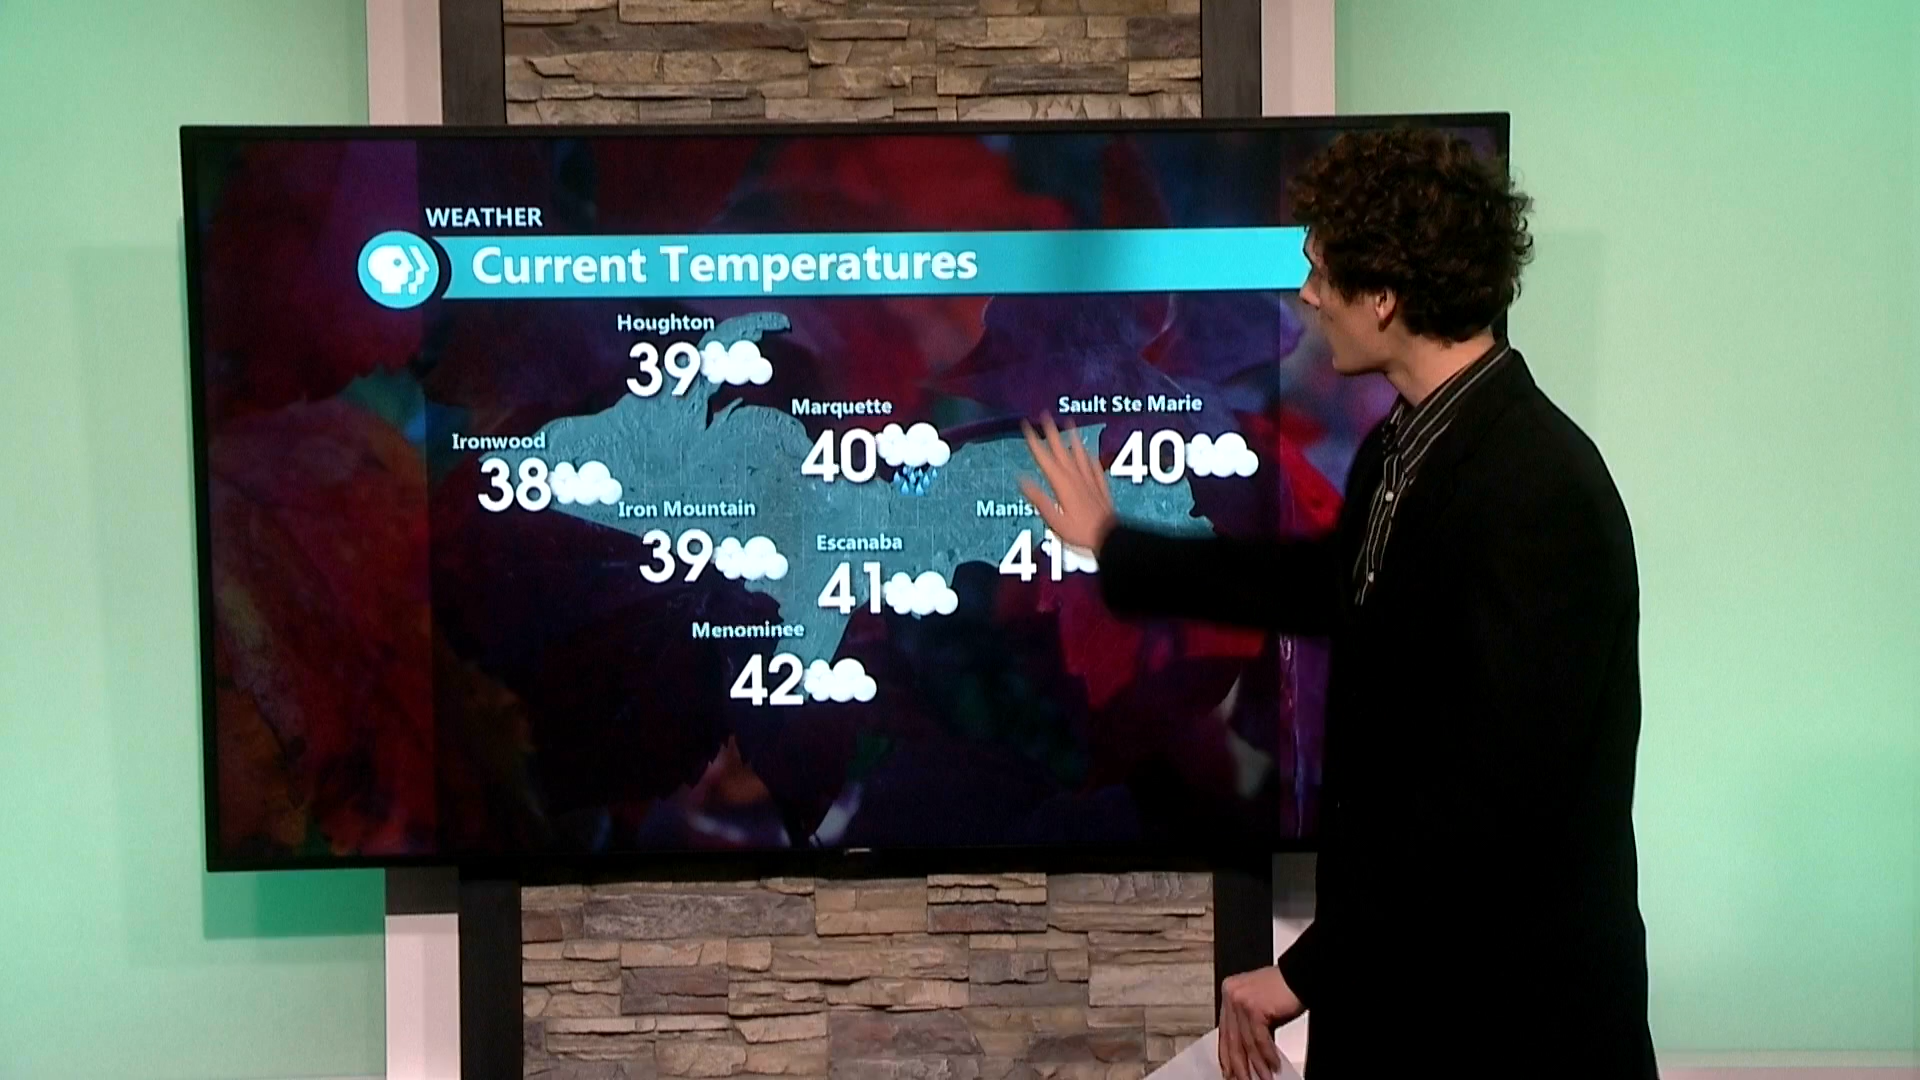 WEATHER
Current Temperatures
Houghton
39
Marquette
40
Sault Ste Marie
40
Ironwood
38
Iron Mountain
39
Escanaba
41
41
Menominee
42